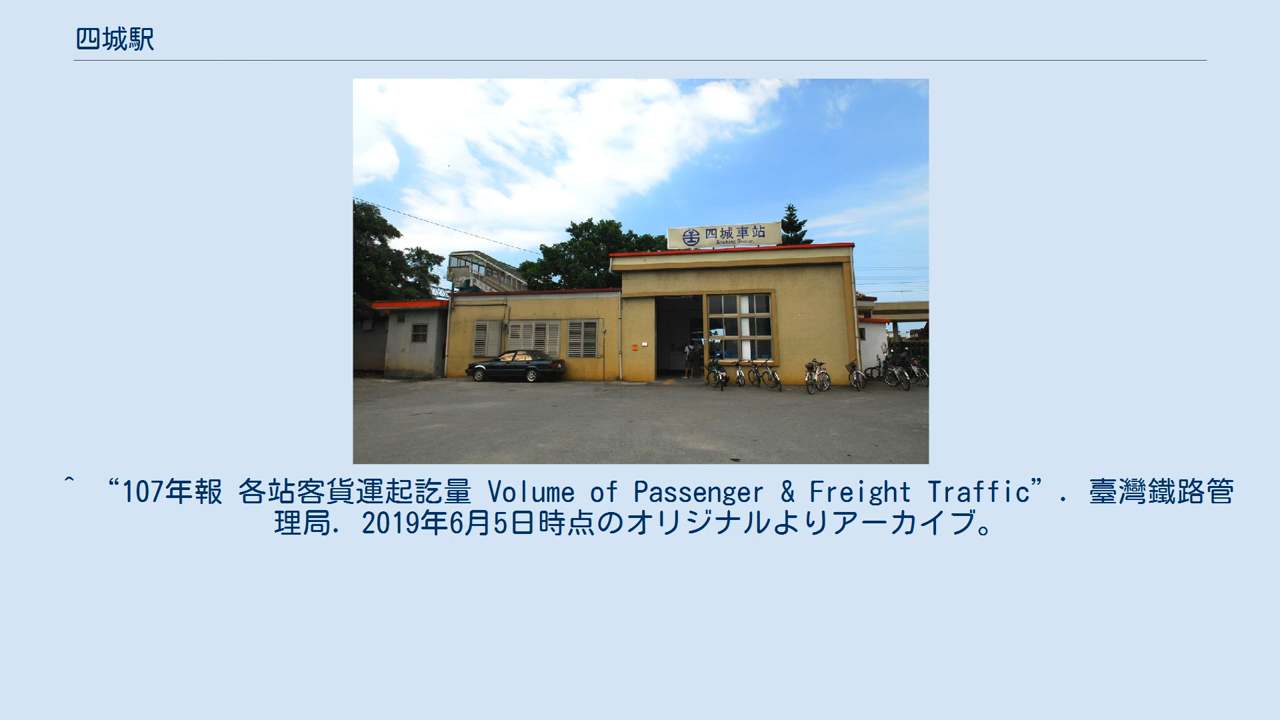 四城駅
四城車站
^ “107年報 各站客貨運起訖量 Volume of Passenger & Freight Traffic”. 臺灣鐵路管
理局. 2019年6月5日時点のオリジナルよりアーカイブ。